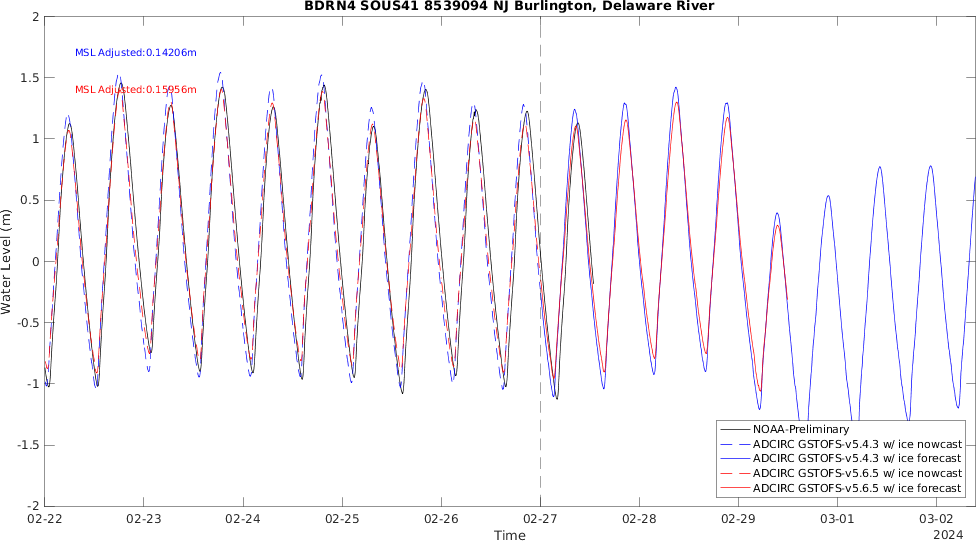 BDRN4 SOUS41 8539094 NJ Burlington, Delaware River
MSL Adjusted:0.14206m
MSL Adjusted:0.15956m
Water Level (m)
2
1.5
1
0.5
0
-0.5
-1
-1.5
-2
NOAA-Preliminary
ADCIRC GSTOFS-v5.4.3 w/ ice nowcast
ADCIRC GSTOFS-v5.4.3 w/ ice forecast
ADCIRC GSTOFS-v5.6.5 w/ ice nowcast
ADCIRC GSTOFS-v5.6.5 w/ ice forecast
02-22 02-23 02-24 02-25 02-26 02-27 02-28 02-29 03-01 03-02
Time
2024